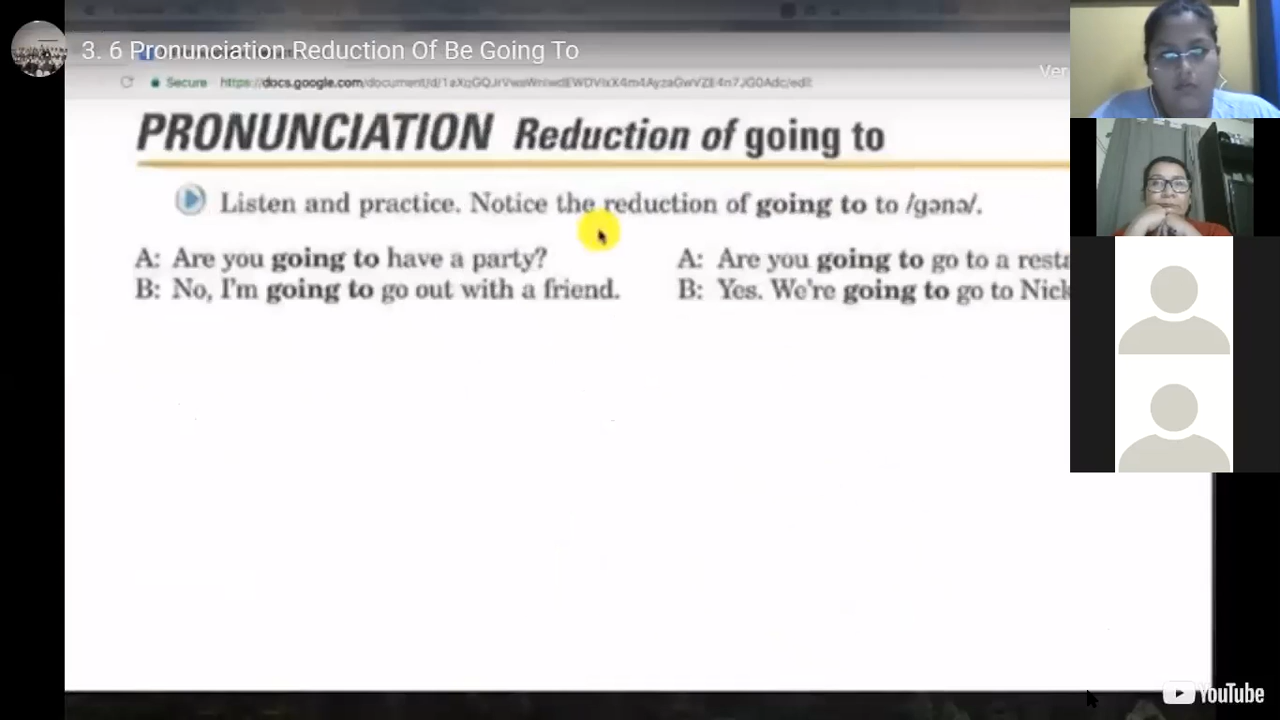 3. 6 Pronunciation Reduction Of Be Going To
Ver
Secure
PRONUNCIATION Reduction of going to
Listen and practice. Notice the reduction of going to to /gənə/.
A: Are you going to have a party?
B: No, I'm going to go out with a friend.
A: Are you going to go to a resta
B: Yes. We're going to go to Nick
YouTube